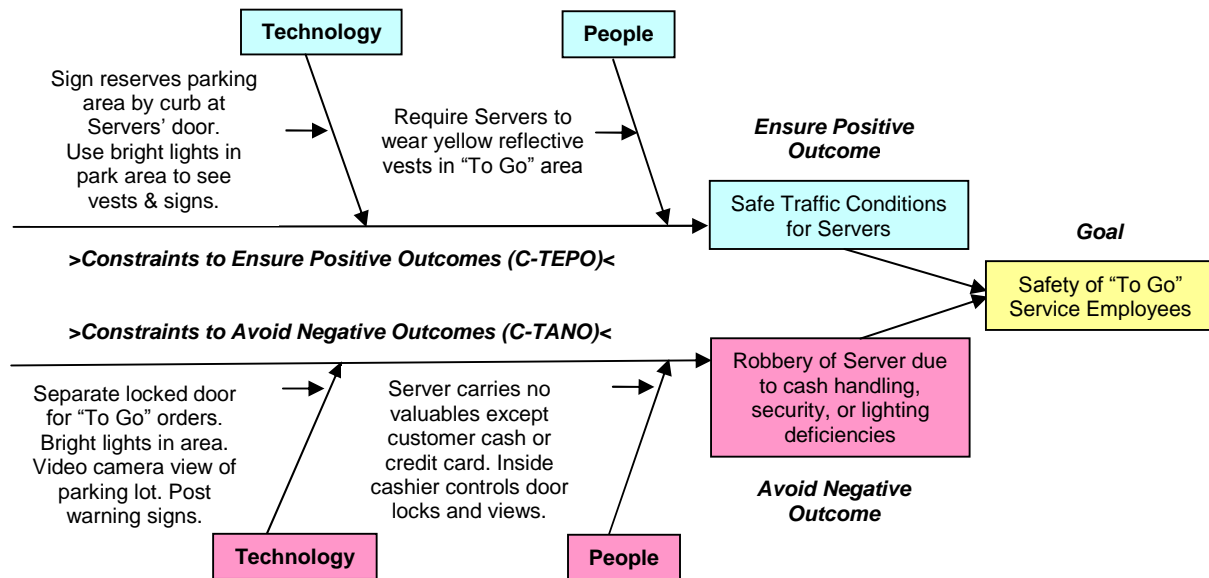 Technology
People
Sign reserves parking
area by curb at
Servers’ door.
Use bright lights in
park area to see
vests & signs.
Require Servers to
wear yellow reflective
vests in “To Go” area
Ensure Positive
Outcome
Safe Traffic Conditions
for Servers
Goal
>Constraints to Ensure Positive Outcomes (C-TEPO)<
Safety of “To Go”
Service Employees
>Constraints to Avoid Negative Outcomes (C-TANO)<
Robbery of Server due
to cash handling,
security, or lighting
deficiencies
Separate locked door
for “To Go” orders.
Bright lights in area.
Video camera view of
parking lot. Post
warning signs.
Server carries no
valuables except
customer cash or
credit card. Inside
cashier controls door
locks and views.
Avoid Negative
Outcome
Technology
People